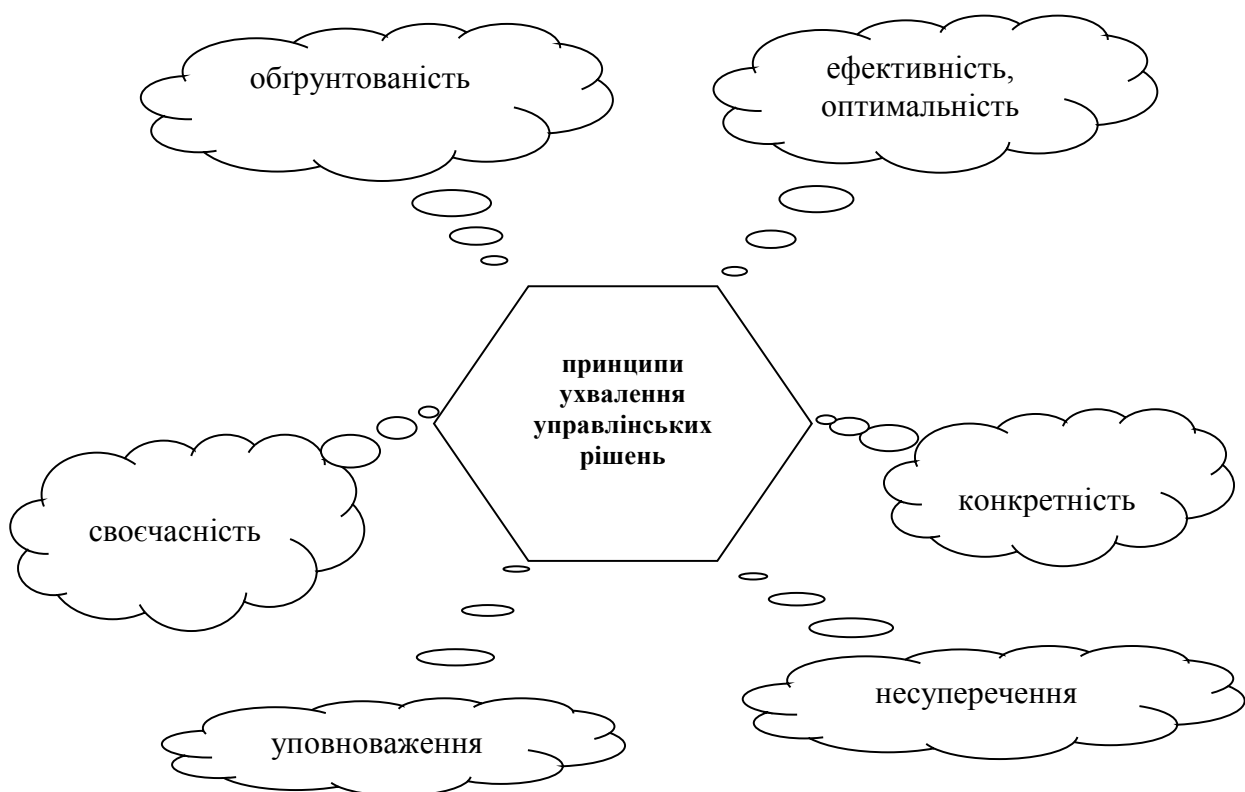 обґрунтованість
ефективність,
оптимальність
принципи
ухвалення
управлінських
рішень
своєчасність
конкретність
уповноваження
несуперечення